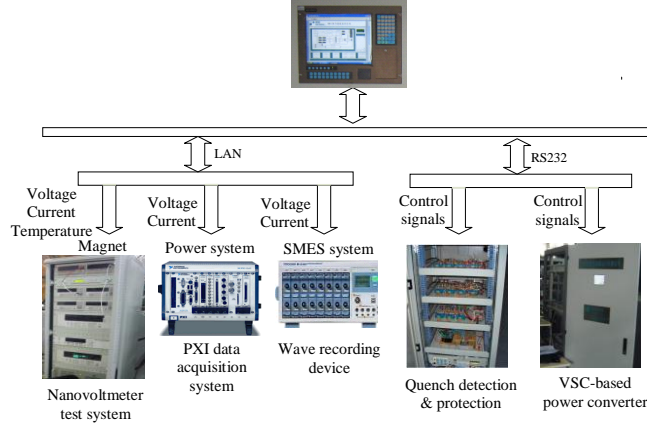 LAN
RS232
Voltage
Current
Temperature
Magnet
Voltage
Current
Power system
Voltage
Current
SMES system
Control
signals
Control
signals
Nanovoltmeter
test system
PXI data
acquisition
system
Wave recording
device
Quench detection
& protection
VSC-based
power converter